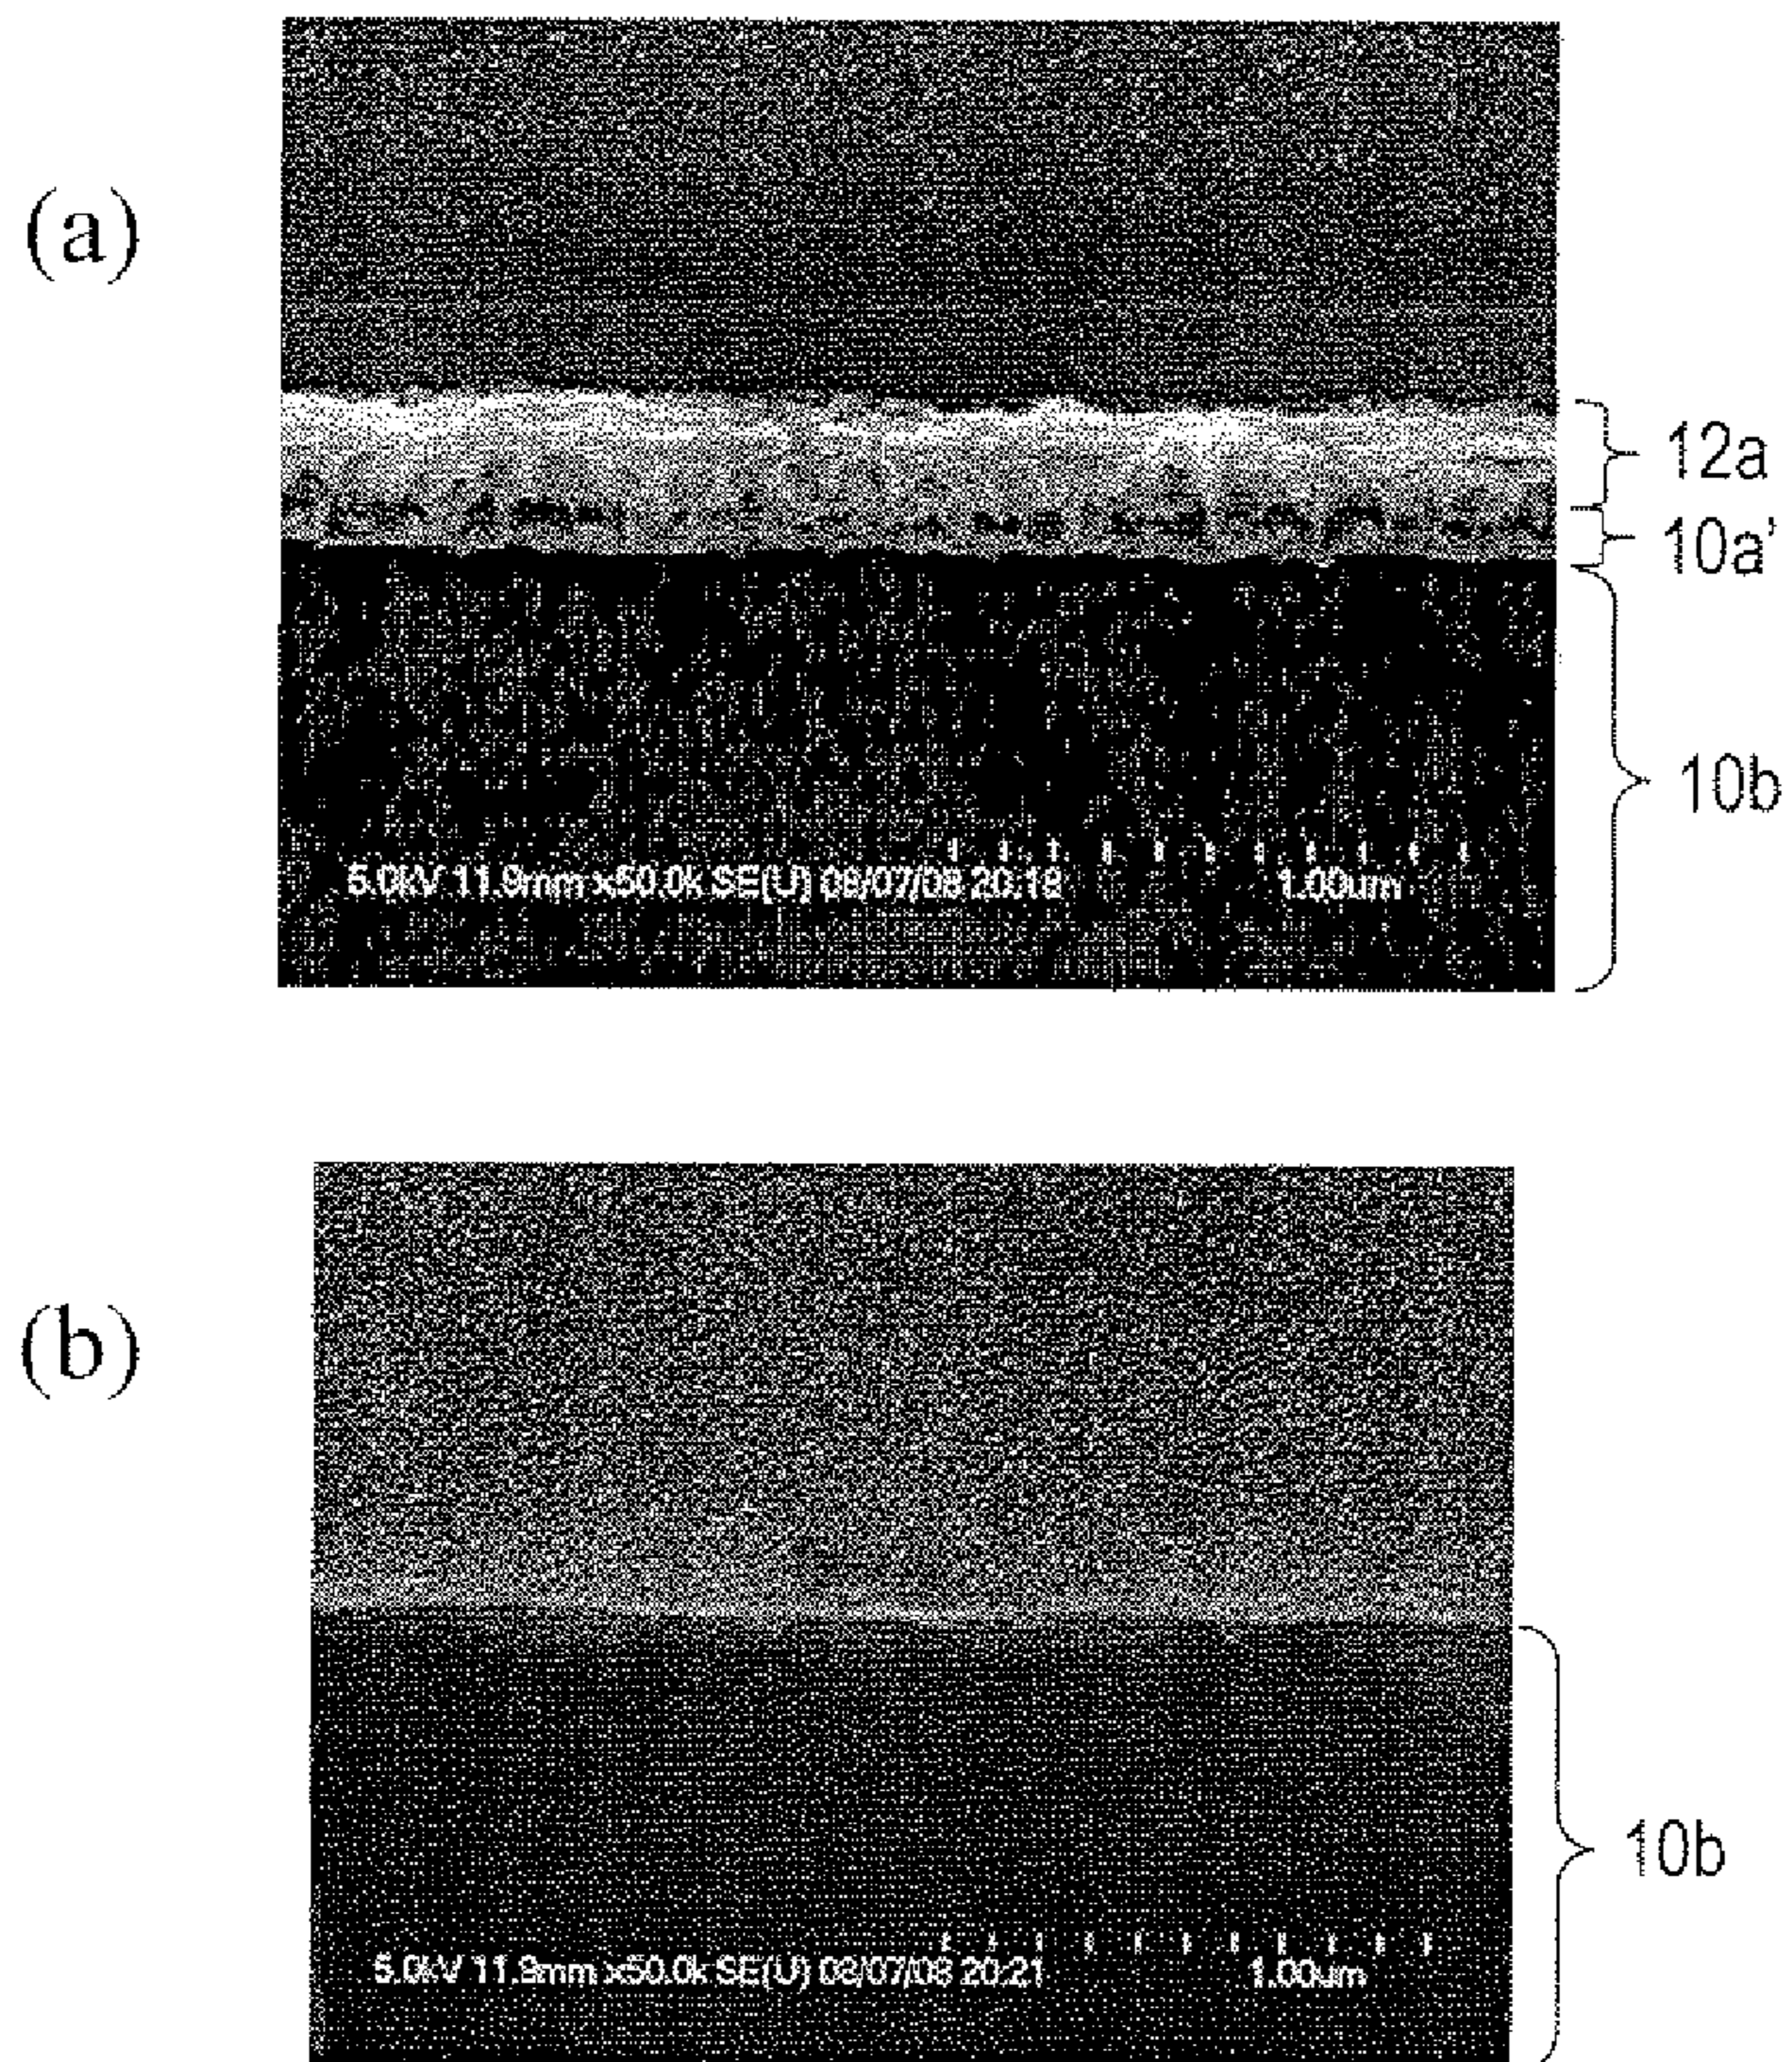 (a)
12a
10a'
10b
5.0kV 11.9mm x50.0k SE(U) 08/07/08 20:18 1.00um
(b)
10b
5.0kV 11.9mm x50.0k SE(U) 08/07/08 20:21 1.00um